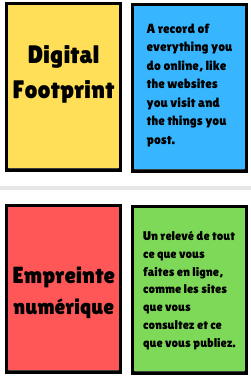 Digital
Footprint
A record of
everything you
do online, like
the websites
you visit and
the things you
post.
Empreinte
numérique
Un relevé de tout
ce que vous
faites en ligne,
comme les sites
que vous
consultez et ce
que vous publiez.